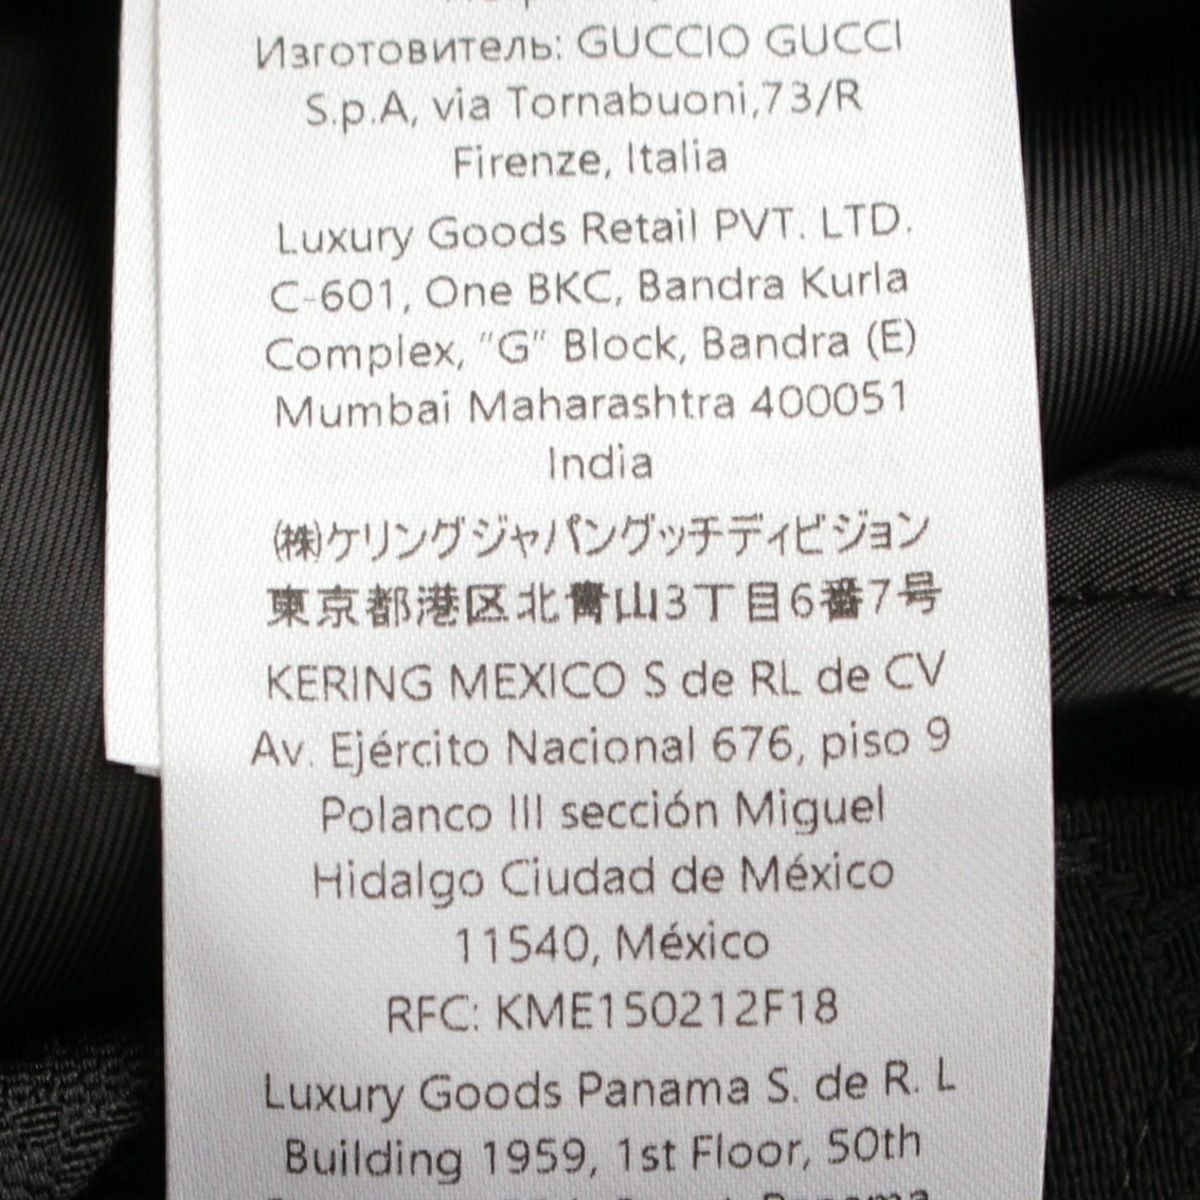 Изготовитель: GUCCIO GUCCI
S.p.A, via Tornabuoni,73/R
Firenze, Italia
Luxury Goods Retail PVT. LTD.
C-601, One BKC, Bandra Kurla
Complex, "G" Block, Bandra (E)
Mumbai Maharashtra 400051
India
(株)ケリングジャパングッチディビジョン
東京都港区北青山3丁目6番7号
KERING MEXICO S de RL de CV
Av. Ejército Nacional 676, piso 9
Polanco III sección Miguel
Hidalgo Ciudad de México
11540, México
RFC: KME150212F18
Luxury Goods Panama S. de R. L
Building 1959, 1st Floor, 50th